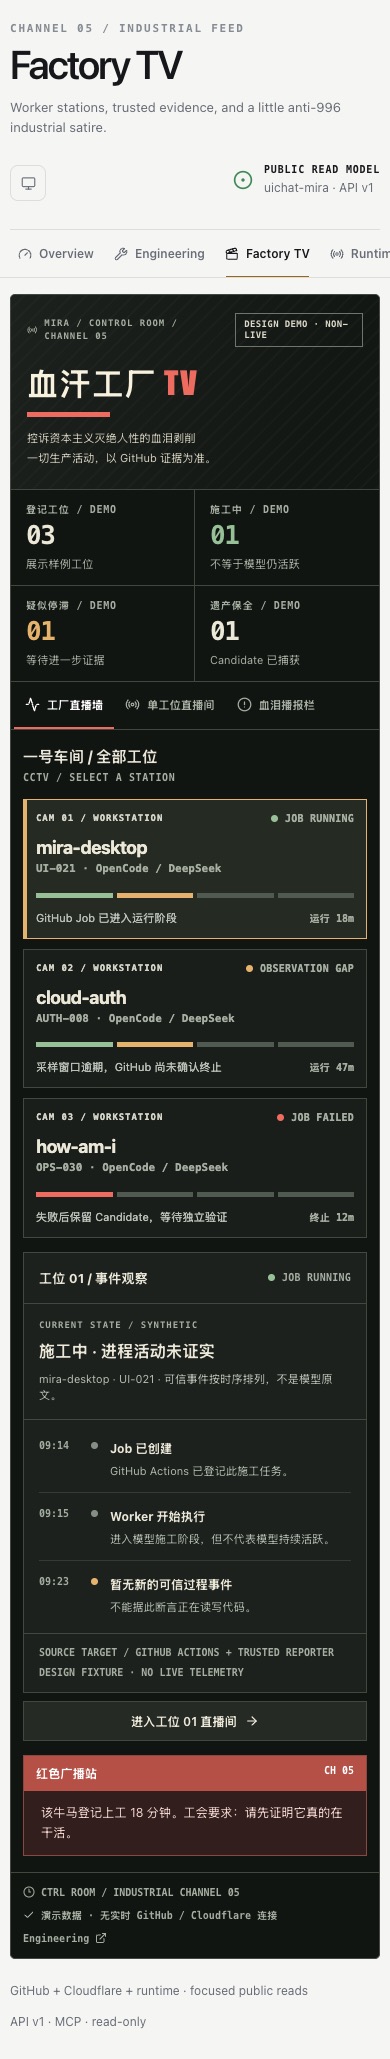 CHANNEL 05 / INDUSTRIAL FEED
Factory TV
Worker stations, trusted evidence, and a little anti-996
industrial satire.
PUBLIC READ MODEL
uichat-mira · API v1
Overview
Engineering
Factory TV
Runtim
MIRA / CONTROL ROOM /
CHANNEL 05
DESIGN DEMO · NON-
LIVE
血汗工厂 TV
控诉资本主义灭绝人性的血泪剥削
一切生产活动，以 GitHub 证据为准。
登记工位 / DEMO
03
展示样例工位
施工中 / DEMO
01
不等于模型仍活跃
疑似停滞 / DEMO
01
等待进一步证据
遗产保全 / DEMO
01
Candidate 已捕获
工厂直播墙
单工位直播间
血泪播报栏
一号车间 / 全部工位
CCTV / SELECT A STATION
CAM 01 / WORKSTATION
JOB RUNNING
mira-desktop
UI-021 · OpenCode / DeepSeek
GitHub Job 已进入运行阶段
运行 18m
CAM 02 / WORKSTATION
OBSERVATION GAP
cloud-auth
AUTH-008 · OpenCode / DeepSeek
采样窗口逾期，GitHub 尚未确认终止
运行 47m
CAM 03 / WORKSTATION
JOB FAILED
how-am-i
OPS-030 · OpenCode / DeepSeek
失败后保留 Candidate，等待独立验证
终止 12m
工位 01 / 事件观察
JOB RUNNING
CURRENT STATE / SYNTHETIC
施工中 · 进程活动未证实
mira-desktop · UI-021 · 可信事件按时序排列，不是模型原
文。
09:14
Job 已创建
GitHub Actions 已登记此施工任务。
09:15
Worker 开始执行
进入模型施工阶段，但不代表模型持续活跃。
09:23
暂无新的可信过程事件
不能据此断言正在读写代码。
SOURCE TARGET / GITHUB ACTIONS + TRUSTED REPORTER
DESIGN FIXTURE · NO LIVE TELEMETRY
进入工位 01 直播间 →
红色广播站
CH 05
该牛马登记上工 18 分钟。工会要求：请先证明它真的在
干活。
CTRL ROOM / INDUSTRIAL CHANNEL 05
演示数据 · 无实时 GitHub / Cloudflare 连接
Engineering
GitHub + Cloudflare + runtime · focused public reads
API v1 · MCP · read-only